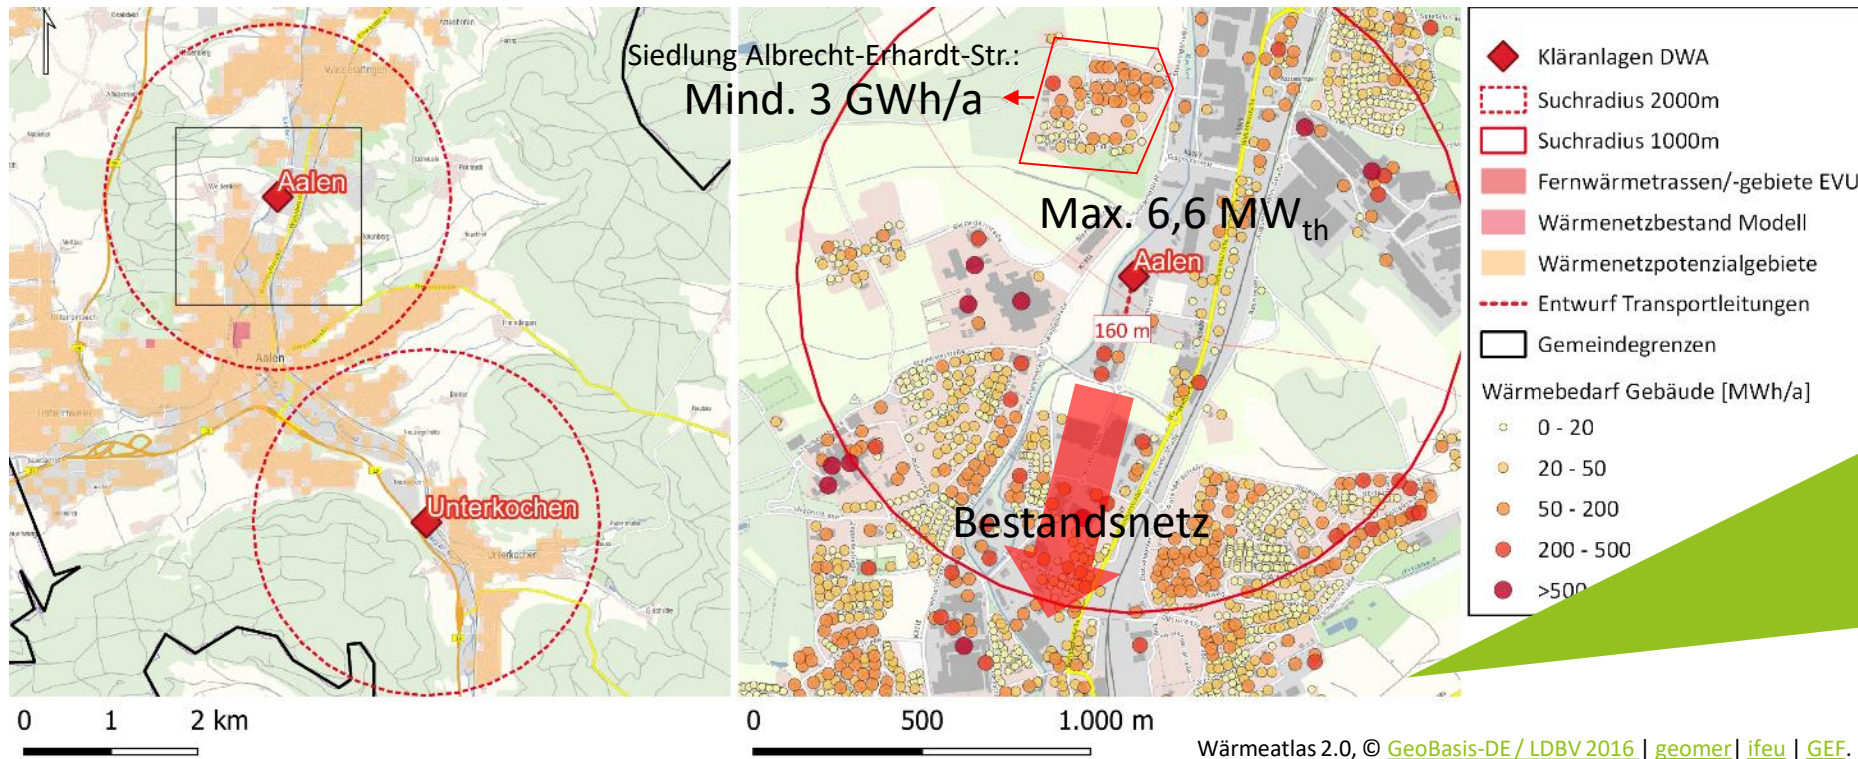 Wasseralfingen
Aalen
Aalen
Unterkochen
Unterkochen
0 1 2 km
Siedlung Albrecht-Erhardt-Str.:
Mind. 3 GWh/a
Max. 6,6 MWth
Aalen
160 m
Bestandsnetz
0 500 1.000 m
Kläranlagen DWA
Suchradius 2000m
Suchradius 1000m
Fernwärmetrassen/-gebiete EVU
Wärmenetzbestand Modell
Wärmenetzpotenzialgebiete
Entwurf Transportleitungen
Gemeindegrenzen
Wärmebedarf Gebäude [MWh/a]
0 - 20
20 - 50
50 - 200
200 - 500
>500
Wärmeatlas 2.0, © GeoBasis-DE / LDBV 2016 | geomer| ifeu | GEF.